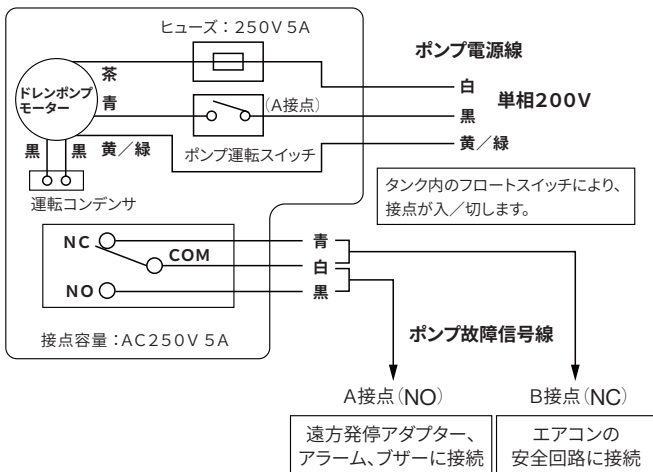 ヒューズ：250V 5A
ポンプ電源線
茶
白
ドレンポンプ
モーター
単相200V
青
(A接点)
黒
黒
黒
黄／緑
ポンプ運転スイッチ
黄／緑
運転コンデンサ
タンク内のフロートスイッチにより、
接点が入／切します。
NC
COM
青
白
NO
黒
接点容量：AC250V 5A
ポンプ故障信号線
A接点(NO)
B接点(NC)
遠方発停アダプター、
アラーム、ブザーに接続
エアコンの
安全回路に接続